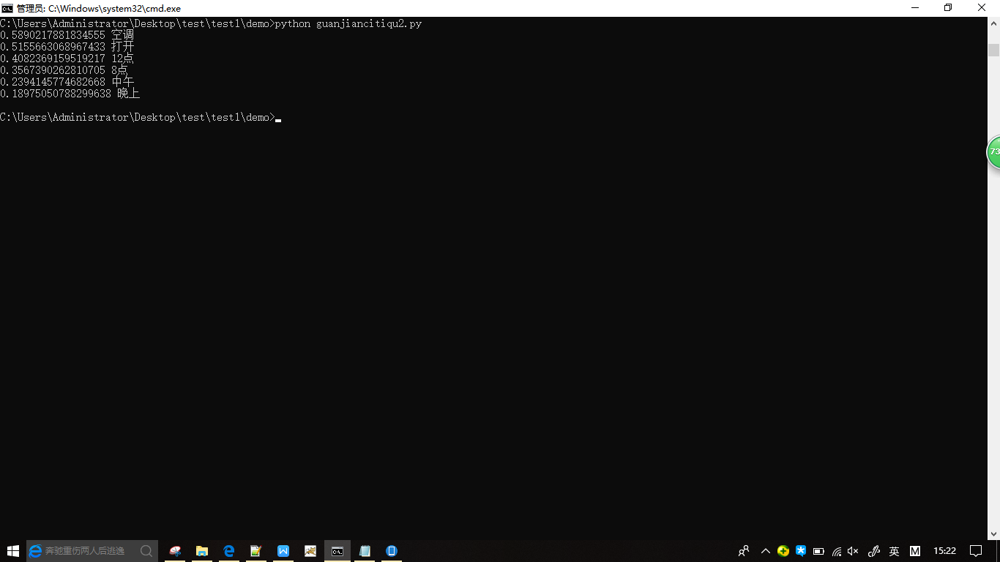 管理员: C:\Windows\system32\cmd.exe
C:\Users\Administrator\Desktop\test\test1\demo>python guanjiancitiqu2.py
0.5890217881834555 空调
0.5155663068967433 打开
0.4082369159519217 12点
0.3567390262810705 8点
0.2394145774682668 中午
0.18975050788299638 晚上
C:\Users\Administrator\Desktop\test\test1\demo>
73
奔驰重伤两人后逃逸
英
M
15:22